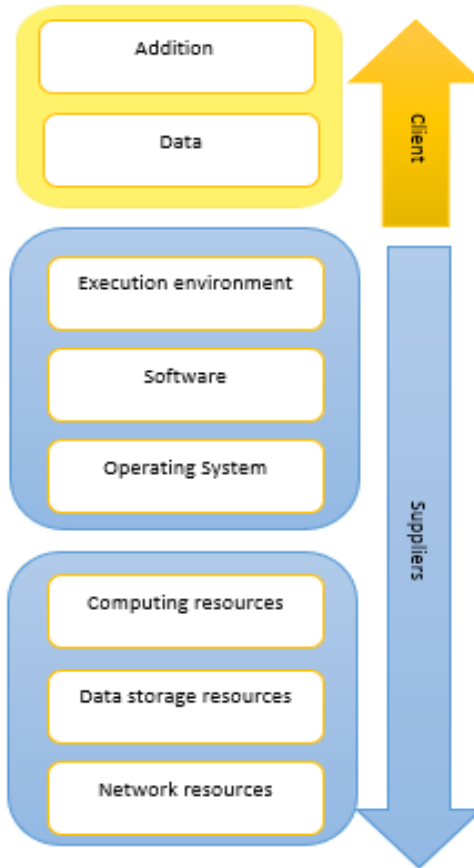 Addition
Data
Client
Execution environment
Software
Operating System
Suppliers
Computing resources
Data storage resources
Network resources